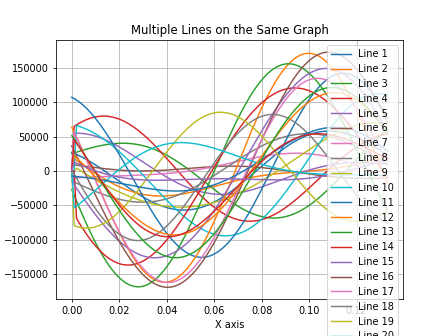 Multiple Lines on the Same Graph
150000
100000
50000
0
−50000
−100000
−150000
0.00
0.02
0.04
0.06
0.08
0.10
X axis
Line 1
Line 2
Line 3
Line 4
Line 5
Line 6
Line 7
Line 8
Line 9
Line 10
Line 11
Line 12
Line 13
Line 14
Line 15
Line 16
Line 17
Line 18
Line 19
Line 20